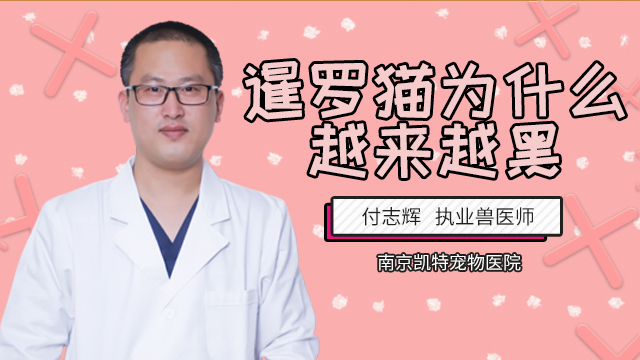 暹罗猫为什么
越来越黑
付志辉 执业兽医师
南京凯特宠物医院